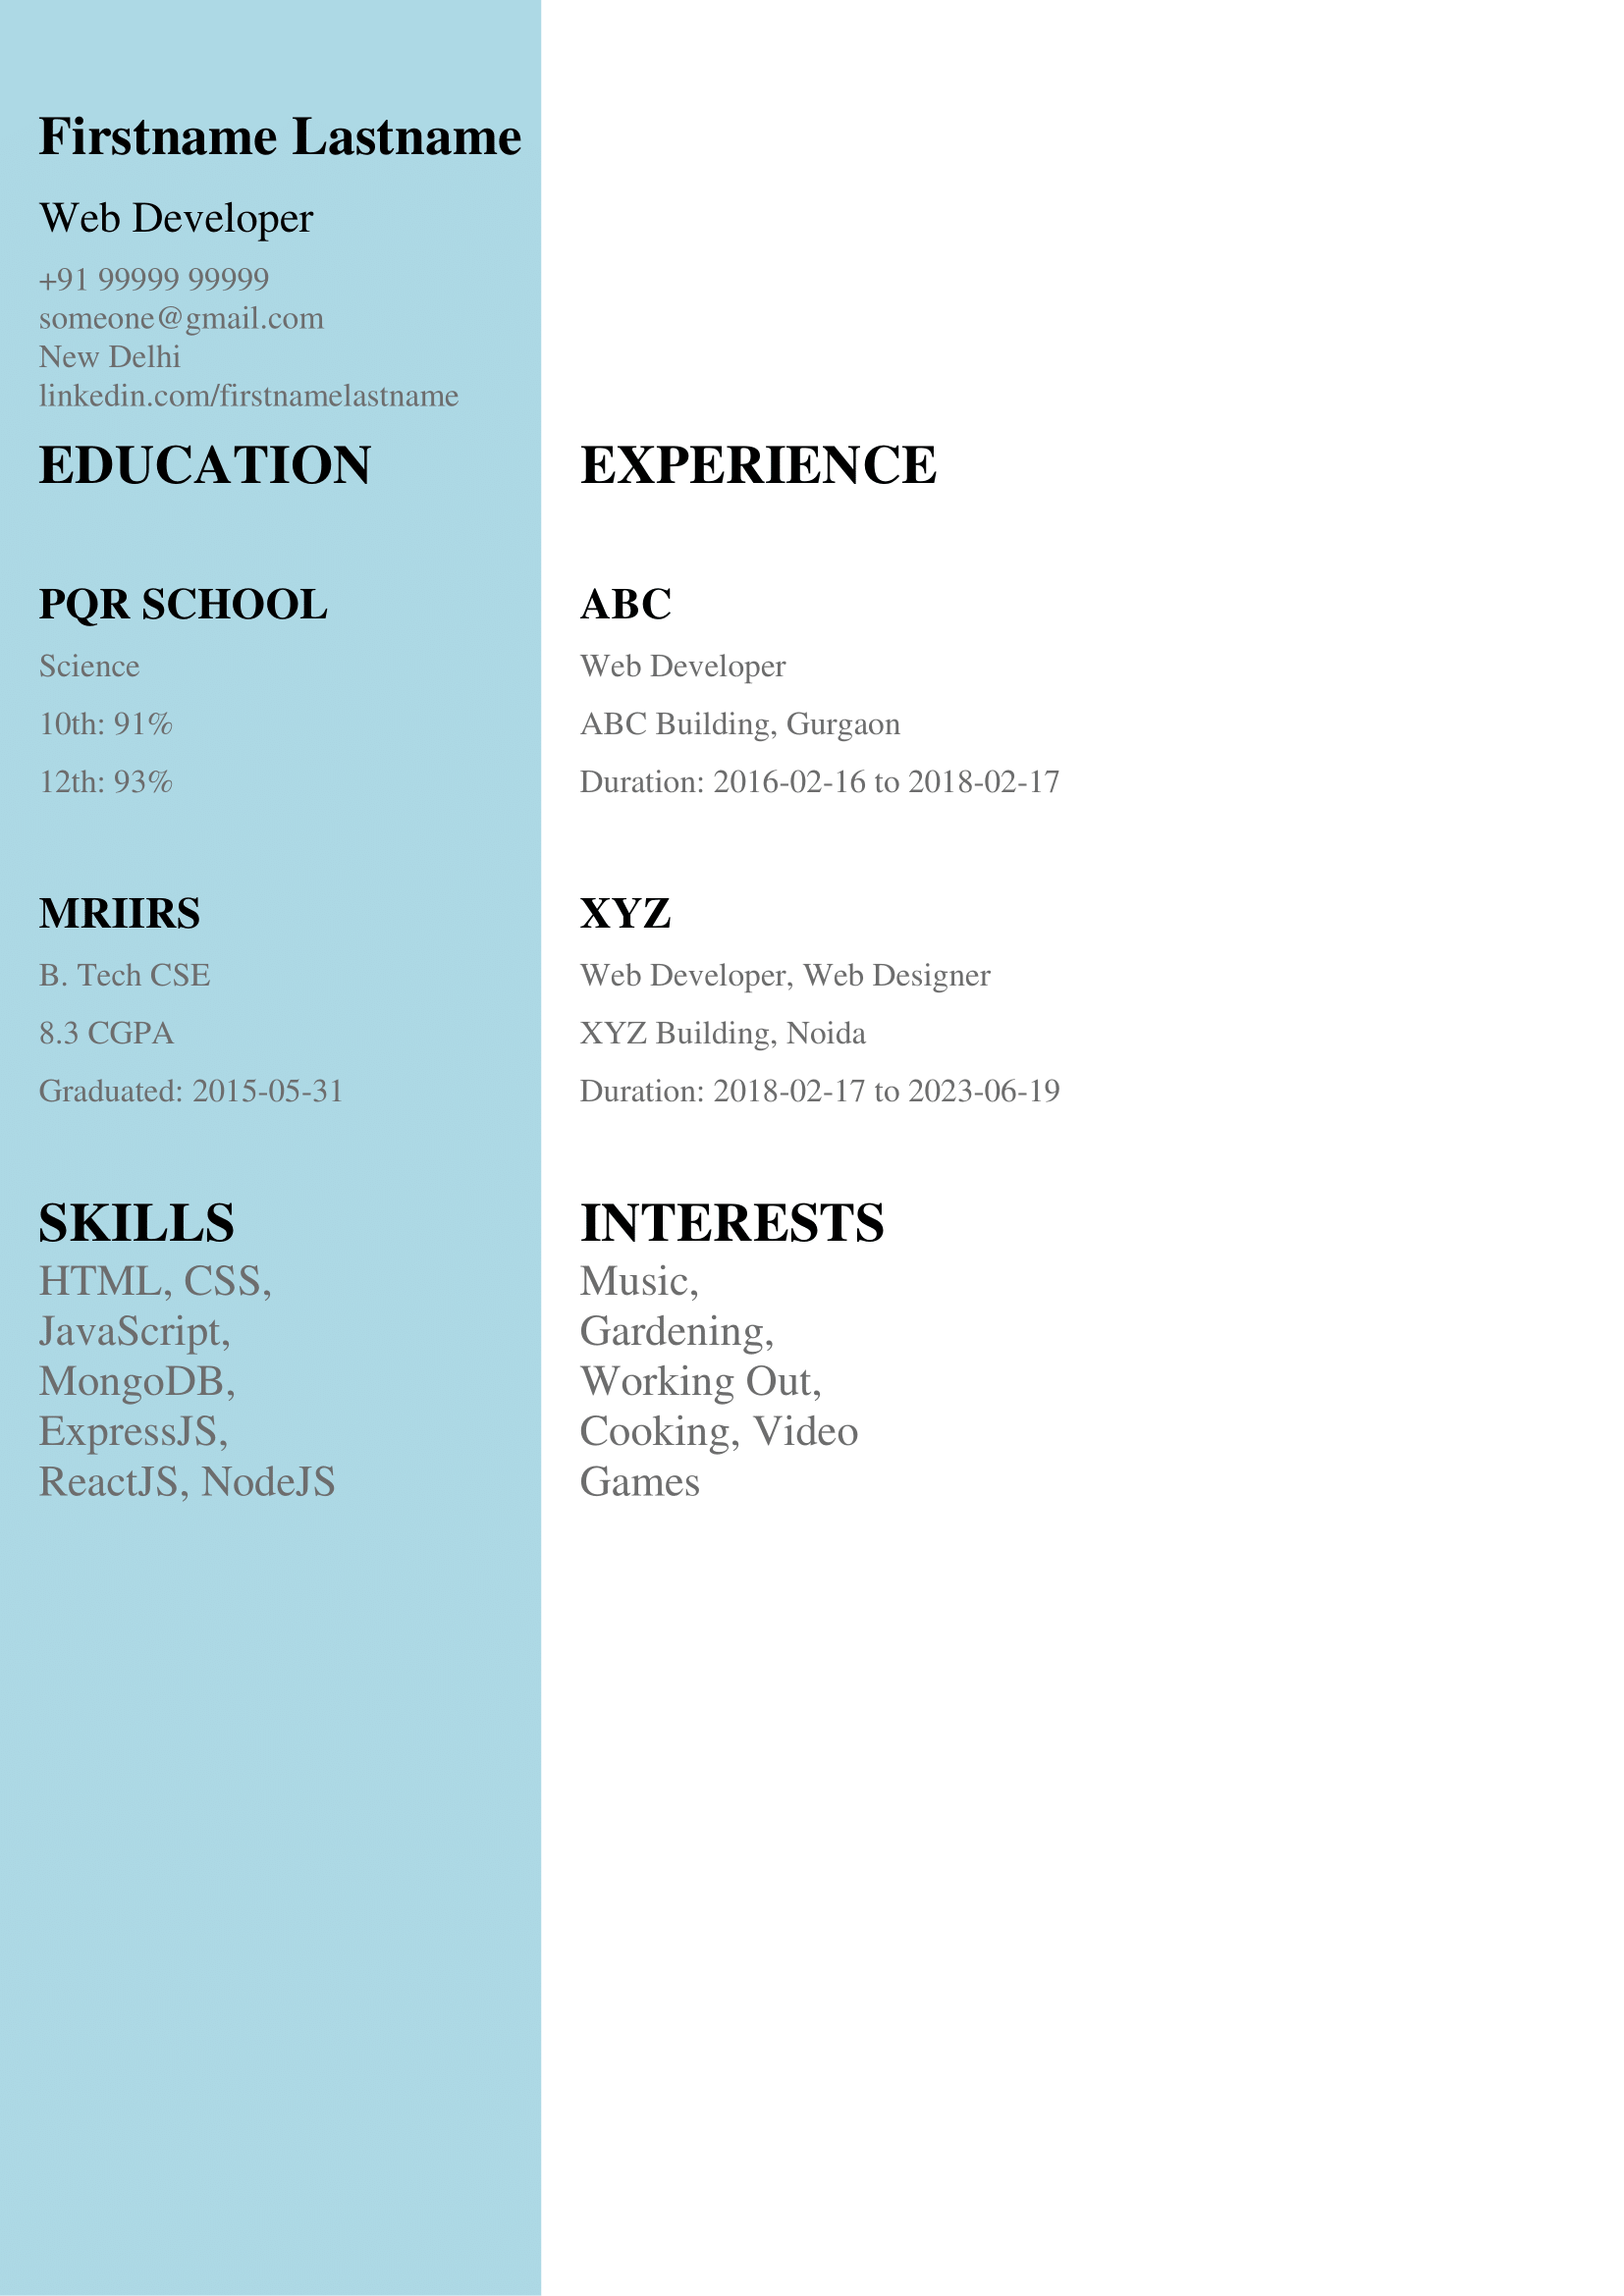 Firstname Lastname
Web Developer
+91 99999 99999
someone@gmail.com
New Delhi
linkedin.com/firstnamelastname
EDUCATION
PQR SCHOOL
Science
10th: 91%
12th: 93%
MRIIRS
B. Tech CSE
8.3 CGPA
Graduated: 2015-05-31
SKILLS
HTML, CSS,
JavaScript,
MongoDB,
ExpressJS,
ReactJS, NodeJS
EXPERIENCE
ABC
Web Developer
ABC Building, Gurgaon
Duration: 2016-02-16 to 2018-02-17
XYZ
Web Developer, Web Designer
XYZ Building, Noida
Duration: 2018-02-17 to 2023-06-19
INTERESTS
Music,
Gardening,
Working Out,
Cooking, Video
Games